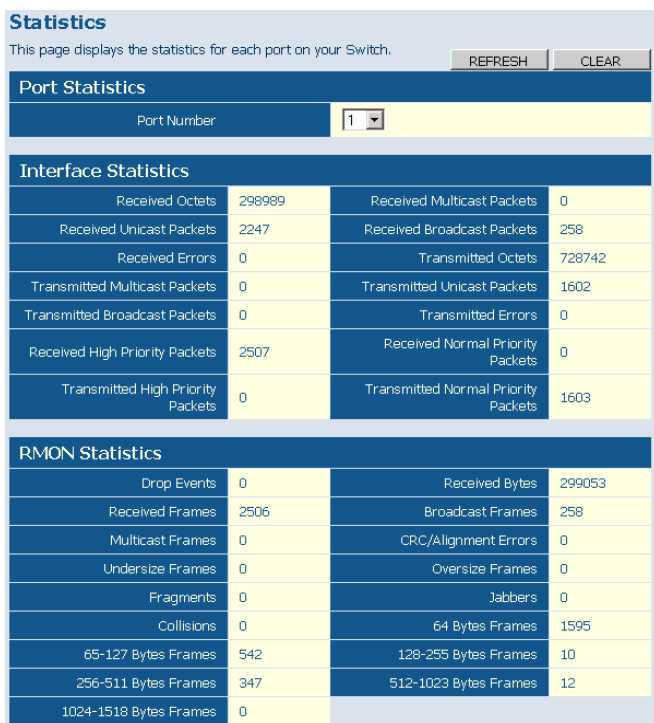 Statistics
This page displays the statistics for each port on your Switch.
REFRESH CLEAR
Port Statistics
Port Number 1
Interface Statistics
Received Octets 298989 Received Multicast Packets 0
Received Unicast Packets 2247 Received Broadcast Packets 258
Received Errors 0 Transmitted Octets 728742
Transmitted Multicast Packets 0 Transmitted Unicast Packets 1602
Transmitted Broadcast Packets 0 Transmitted Errors 0
Received High Priority Packets 2507 Received Normal Priority Packets 0
Transmitted High Priority Packets 0 Transmitted Normal Priority Packets 1603
RMON Statistics
Drop Events 0 Received Bytes 299053
Received Frames 2506 Broadcast Frames 258
Multicast Frames 0 CRC/Alignment Errors 0
Undersize Frames 0 Oversize Frames 0
Fragments 0 Jabbers 0
Collisions 0 64 Bytes Frames 1595
65-127 Bytes Frames 542 128-255 Bytes Frames 10
256-511 Bytes Frames 347 512-1023 Bytes Frames 12
1024-1518 Bytes Frames 0